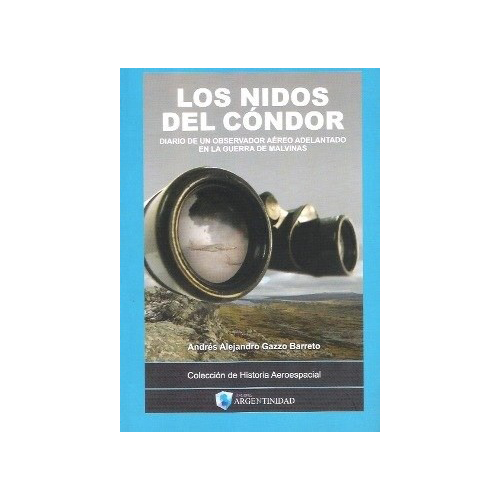 LOS NIDOS
DEL CÓNDOR
DIARIO DE UN OBSERVADOR AÉREO ADELANTADO
EN LA GUERRA DE MALVINAS
Andrés Alejandro Gazzo Barreto
Colección de Historia Aeroespacial
ARGENTINIDAD